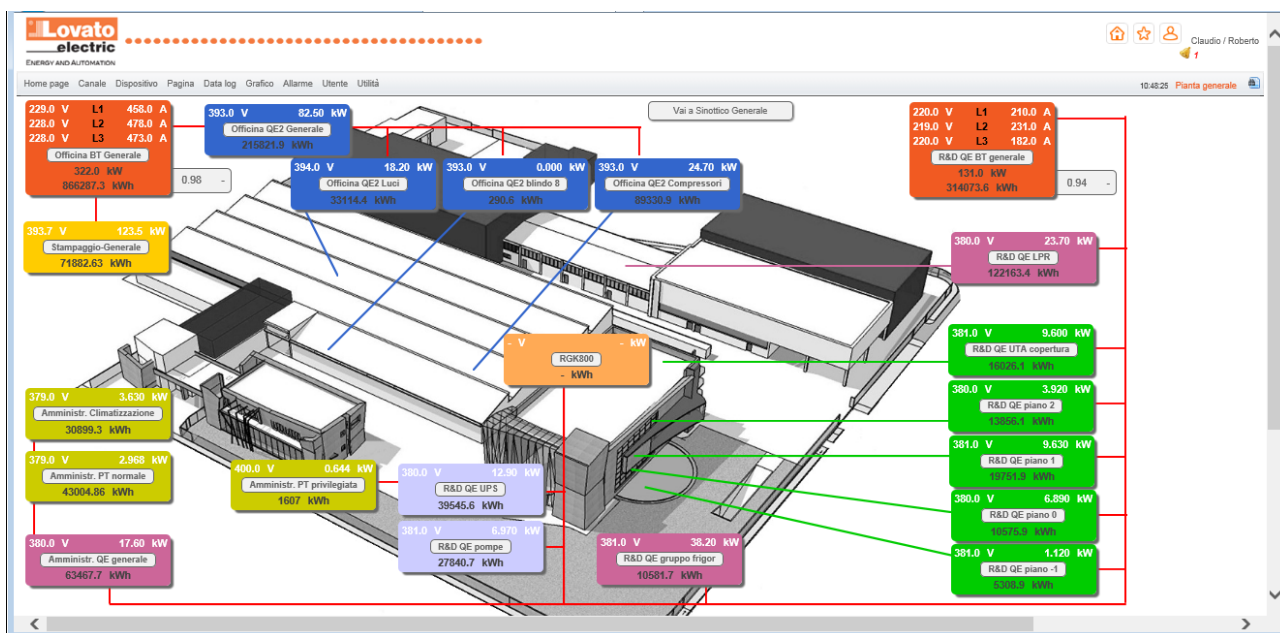 Lovato
electric
ENERGY AND AUTOMATION
Claudio / Roberto
1
Home page Canale Dispositivo Pagina Data log Grafico Allarme Utente Utilità
10:48:25 Pianta generale
Vai a Sinottico Generale
229.0 V L1 458.0 A
228.0 V L2 478.0 A
228.0 V L3 473.0 A
Officina BT Generale
322.0 kW
866287.3 kWh
0.98 -
393.0 V 82.50 kW
Officina QE2 Generale
215821.9 kWh
394.0 V 18.20 kW
Officina QE2 Luci
33114.4 kWh
393.0 V 0.000 kW
Officina QE2 blindo 8
290.6 kWh
393.0 V 24.70 kW
Officina QE2 Compressori
89330.9 kWh
220.0 V L1 210.0 A
219.0 V L2 231.0 A
220.0 V L3 182.0 A
R&D QE BT generale
131.0 kW
314073.6 kWh
0.94 -
393.7 V 123.5 kW
Stampaggio-Generale
71882.63 kWh
380.0 V 23.70 kW
R&D QE LPR
122163.4 kWh
- V - kW
RGK800
- kWh
381.0 V 9.600 kW
R&D QE UTA copertura
16026.1 kWh
379.0 V 3.630 kW
Amministr. Climatizzazione
30899.3 kWh
380.0 V 3.920 kW
R&D QE piano 2
13856.1 kWh
381.0 V 9.630 kW
R&D QE piano 1
19751.9 kWh
379.0 V 2.968 kW
Amministr. PT normale
43004.86 kWh
400.0 V 0.644 kW
Amministr. PT privilegiata
1607 kWh
380.0 V 12.90 kW
R&D QE UPS
39545.6 kWh
380.0 V 6.890 kW
R&D QE piano 0
10575.9 kWh
380.0 V 17.60 kW
Amministr. QE generale
63467.7 kWh
381.0 V 6.970 kW
R&D QE pompe
27840.7 kWh
381.0 V 38.20 kW
R&D QE gruppo frigor
10581.7 kWh
381.0 V 1.120 kW
R&D QE piano -1
5308.9 kWh